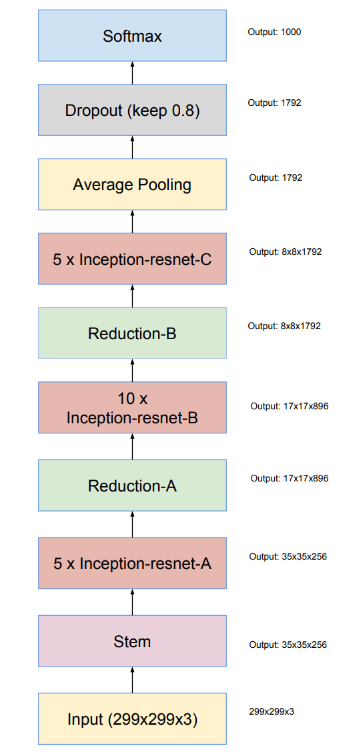 Softmax
Output: 1000
Dropout (keep 0.8)
Output: 1792
Average Pooling
Output: 1792
5 x Inception-resnet-C
Output: 8x8x1792
Reduction-B
Output: 8x8x1792
10 x
Inception-resnet-B
Output: 17x17x896
Reduction-A
Output: 17x17x896
5 x Inception-resnet-A
Output: 35x35x256
Stem
Output: 35x35x256
Input (299x299x3)
299x299x3